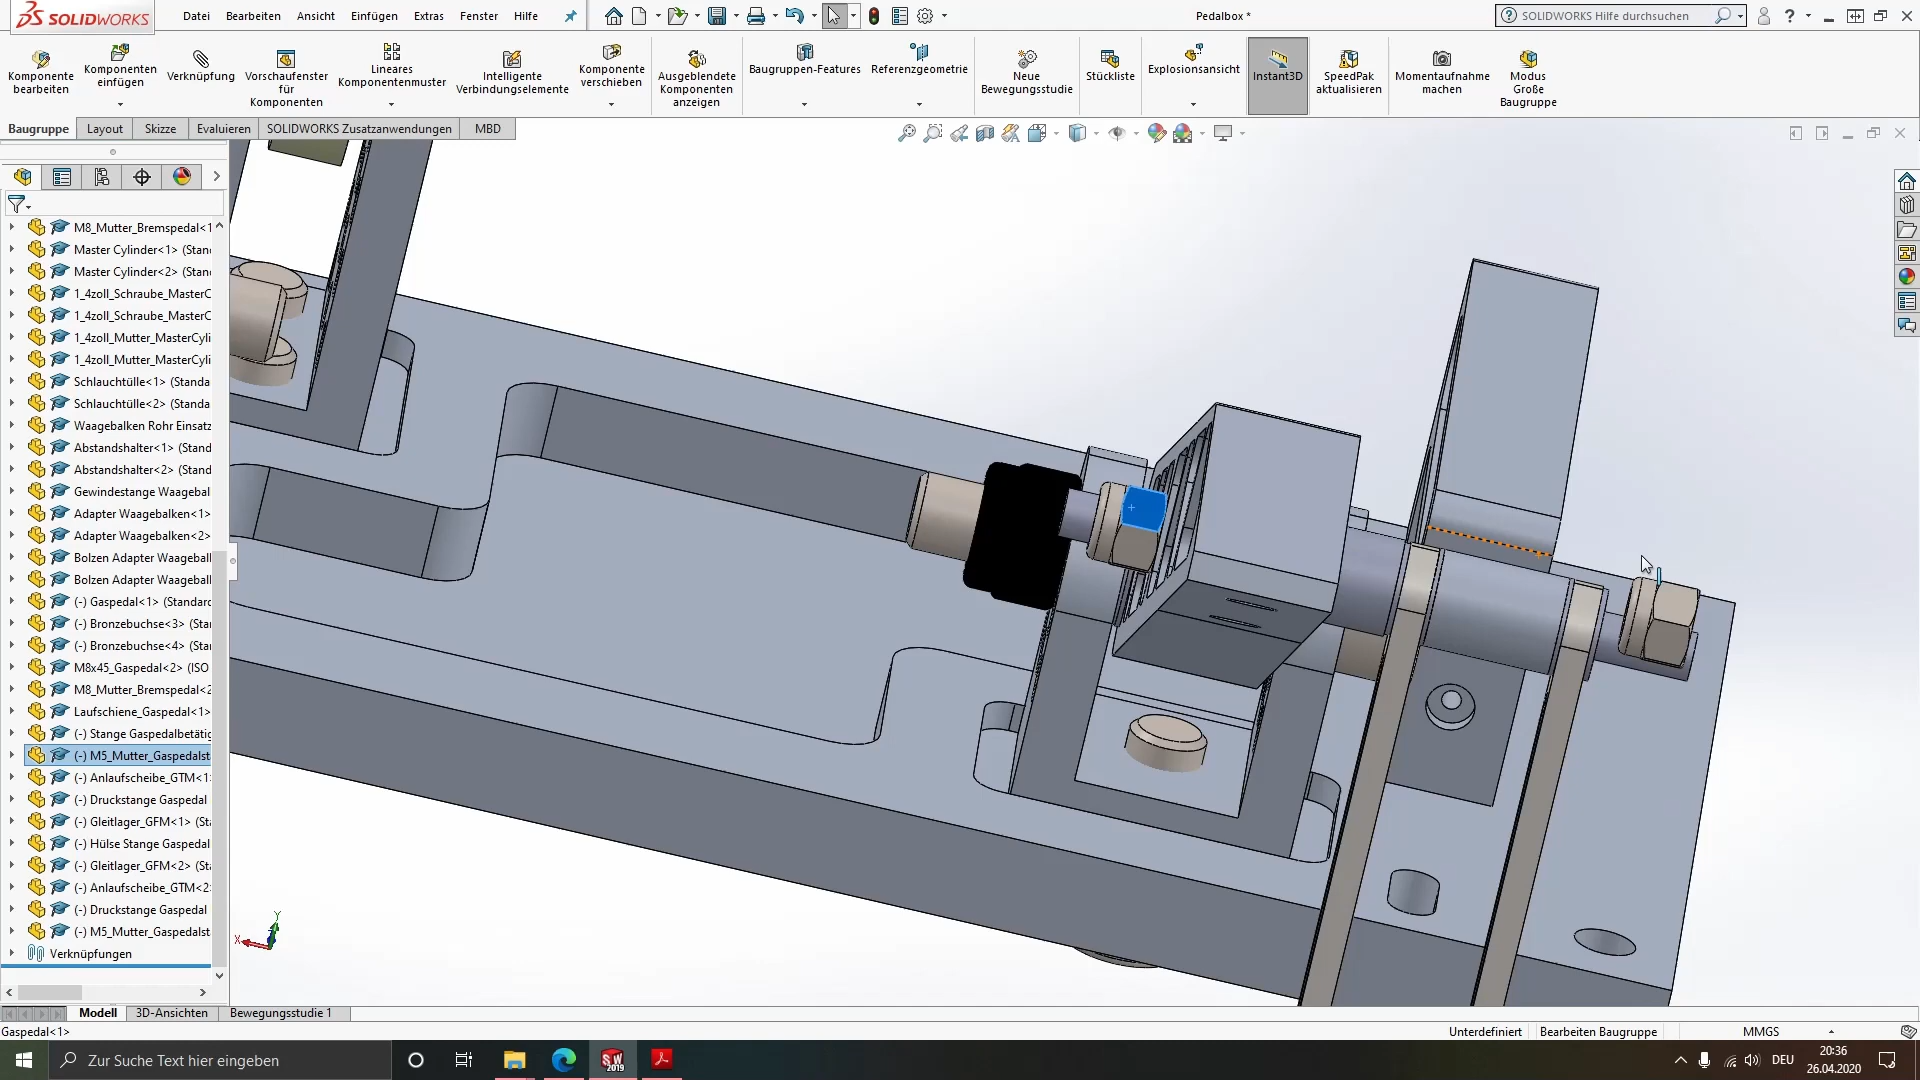 SOLIDWORKS
Datei Bearbeiten Ansicht Einfügen Extras Fenster Hilfe
Pedalbox *
SOLIDWORKS Hilfe durchsuchen
Komponente bearbeiten
Komponenten einfügen
Verknüpfung
Vorschaufenster für Komponenten
Lineares Komponentenmuster
Intelligente Verbindungselemente
Komponente verschieben
Ausgeblendete Komponenten anzeigen
Baugruppen-Features
Referenzgeometrie
Neue Bewegungsstudie
Stückliste
Explosionsansicht
Instant3D
SpeedPak aktualisieren
Momentaufnahme machen
Modus Große Baugruppe
Baugruppe Layout Skizze Evaluieren SOLIDWORKS Zusatzanwendungen MBD
M8_Mutter_Bremspedal<1
Master Cylinder<1> (Stan
Master Cylinder<2> (Stan
1_4zoll_Schraube_MasterC
1_4zoll_Schraube_MasterC
1_4zoll_Mutter_MasterCyli
1_4zoll_Mutter_MasterCyli
Schlauchtülle<1> (Standa
Schlauchtülle<2> (Standa
Waagebalken Rohr Einsatz
Abstandshalter<1> (Stand
Abstandshalter<2> (Stand
Gewindestange Waagebal
Adapter Waagebalken<1>
Adapter Waagebalken<2>
Bolzen Adapter Waagebal
Bolzen Adapter Waagebal
(-) Gaspedal<1> (Standard
(-) Bronzebuchse<3> (Sta
(-) Bronzebuchse<4> (Sta
M8x45_Gaspedal<2> (ISO
M8_Mutter_Bremspedal<2
Laufschiene_Gaspedal<1>
(-) Stange Gaspedalbetätig
(-) M5_Mutter_Gaspedalst
(-) Anlaufscheibe_GTM<1
(-) Druckstange Gaspedal
(-) Gleitlager_GFM<1> (Sta
(-) Hülse Stange Gaspedal
(-) Gleitlager_GFM<2> (Sta
(-) Anlaufscheibe_GTM<2
(-) Druckstange Gaspedal
(-) M5_Mutter_Gaspedalst
Verknüpfungen
Y
X
Modell 3D-Ansichten Bewegungsstudie 1
Gaspedal<1>
Unterdefiniert Bearbeiten Baugruppe MMGS
Zur Suche Text hier eingeben
SW 2019
DEU
20:36
26.04.2020